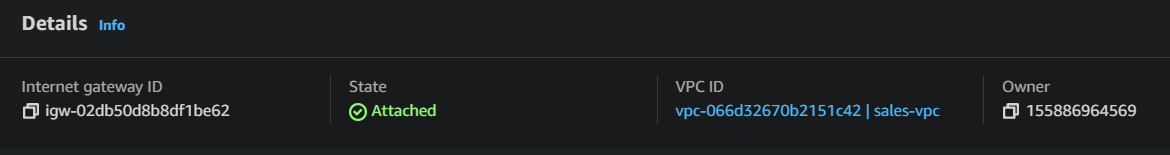 Details Info
Internet gateway ID State VPC ID Owner
igw-02db50d8b8df1be62 Attached vpc-066d32670b2151c42 | sales-vpc 155886964569